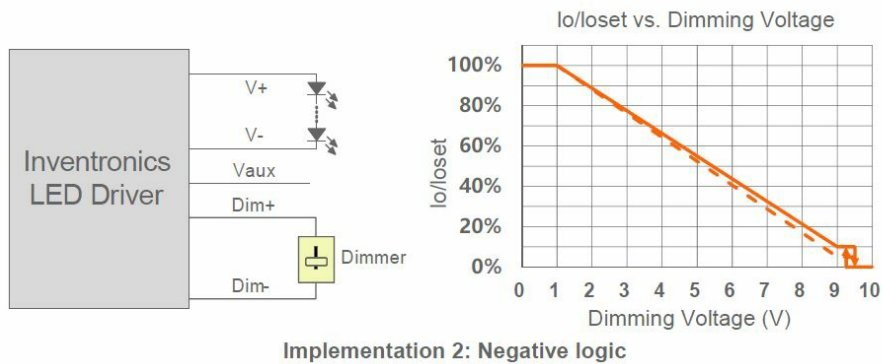 Io/Ioset vs. Dimming Voltage
Inventronics
LED Driver
V+
V-
Vaux
Dim+
Dimmer
Dim-
Io/Ioset
100%
80%
60%
40%
20%
0%
0 1 2 3 4 5 6 7 8 9 10
Dimming Voltage (V)
Implementation 2: Negative logic